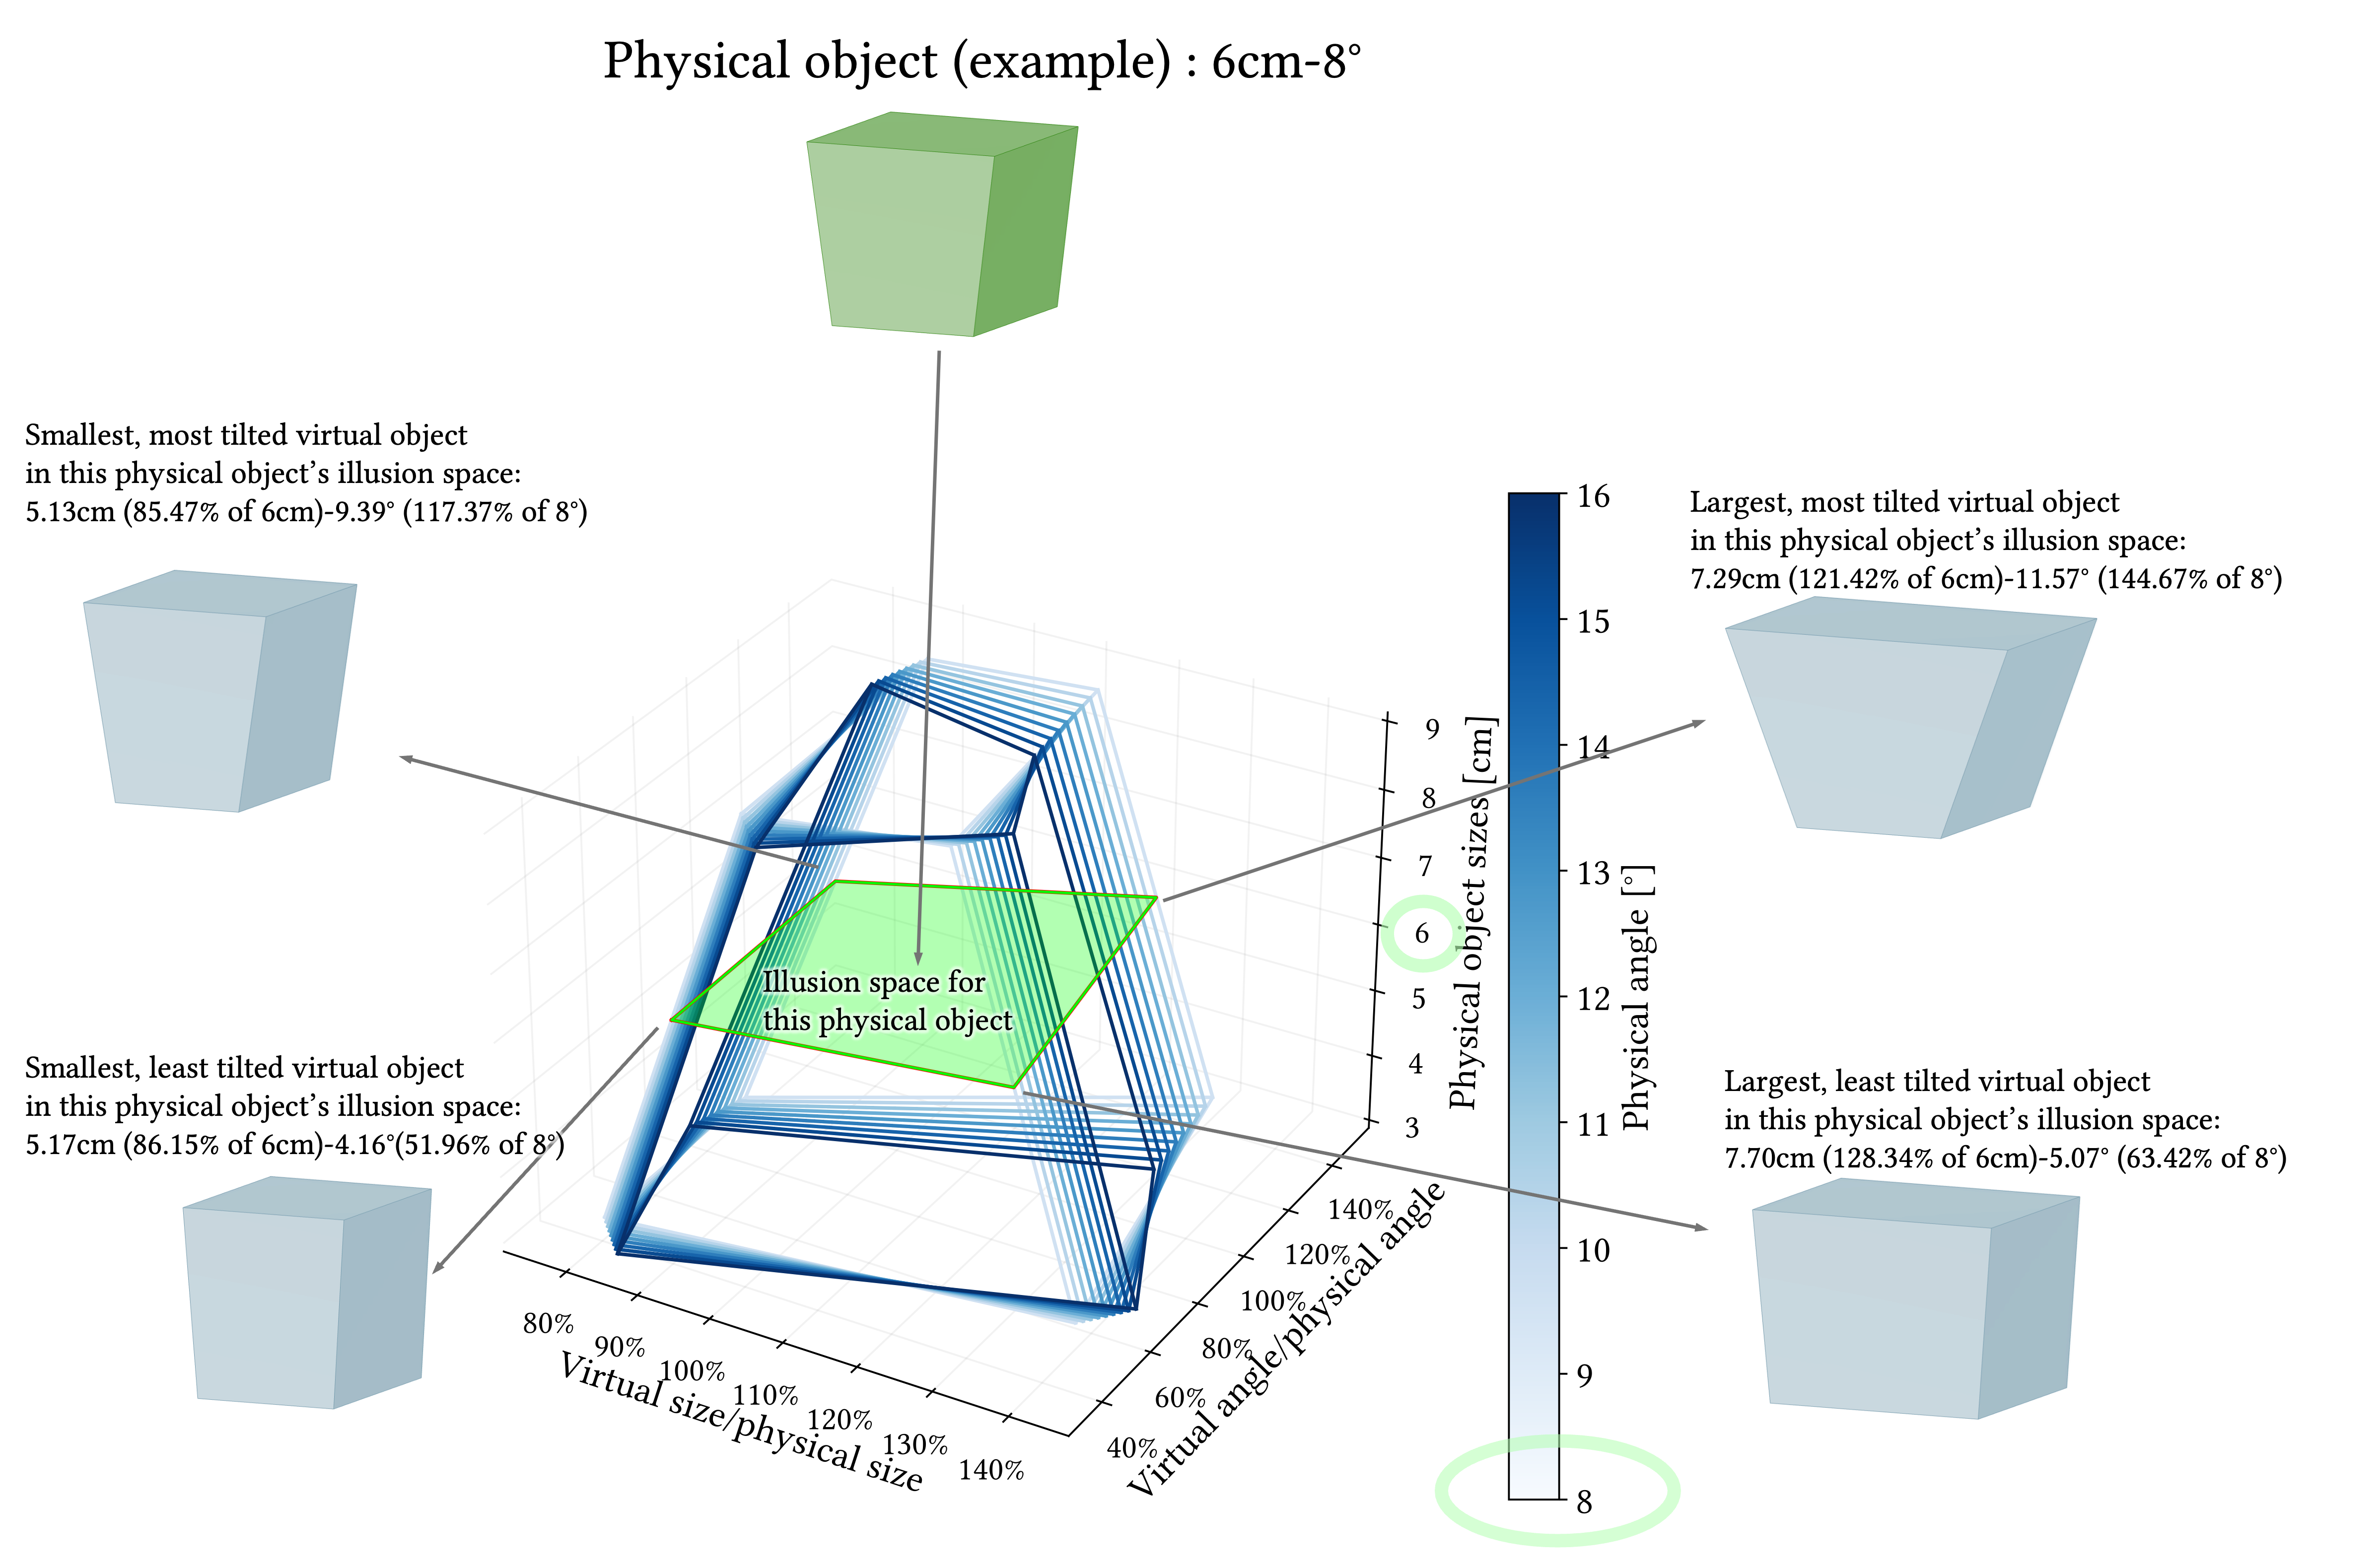 Physical object (example) : 6cm-8°
Smallest, most tilted virtual object
in this physical object’s illusion space:
5.13cm (85.47% of 6cm)-9.39° (117.37% of 8°)
Largest, most tilted virtual object
in this physical object’s illusion space:
7.29cm (121.42% of 6cm)-11.57° (144.67% of 8°)
Illusion space for
this physical object
Smallest, least tilted virtual object
in this physical object’s illusion space:
5.17cm (86.15% of 6cm)-4.16°(51.96% of 8°)
Largest, least tilted virtual object
in this physical object’s illusion space:
7.70cm (128.34% of 6cm)-5.07° (63.42% of 8°)
9
8
7
6
5
4
3
Physical object sizes [cm]
16
15
14
13
12
11
10
9
8
Physical angle [°]
80%
90%
100%
110%
120%
130%
140%
Virtual size/physical size
140%
120%
100%
80%
60%
40%
Virtual angle/physical angle